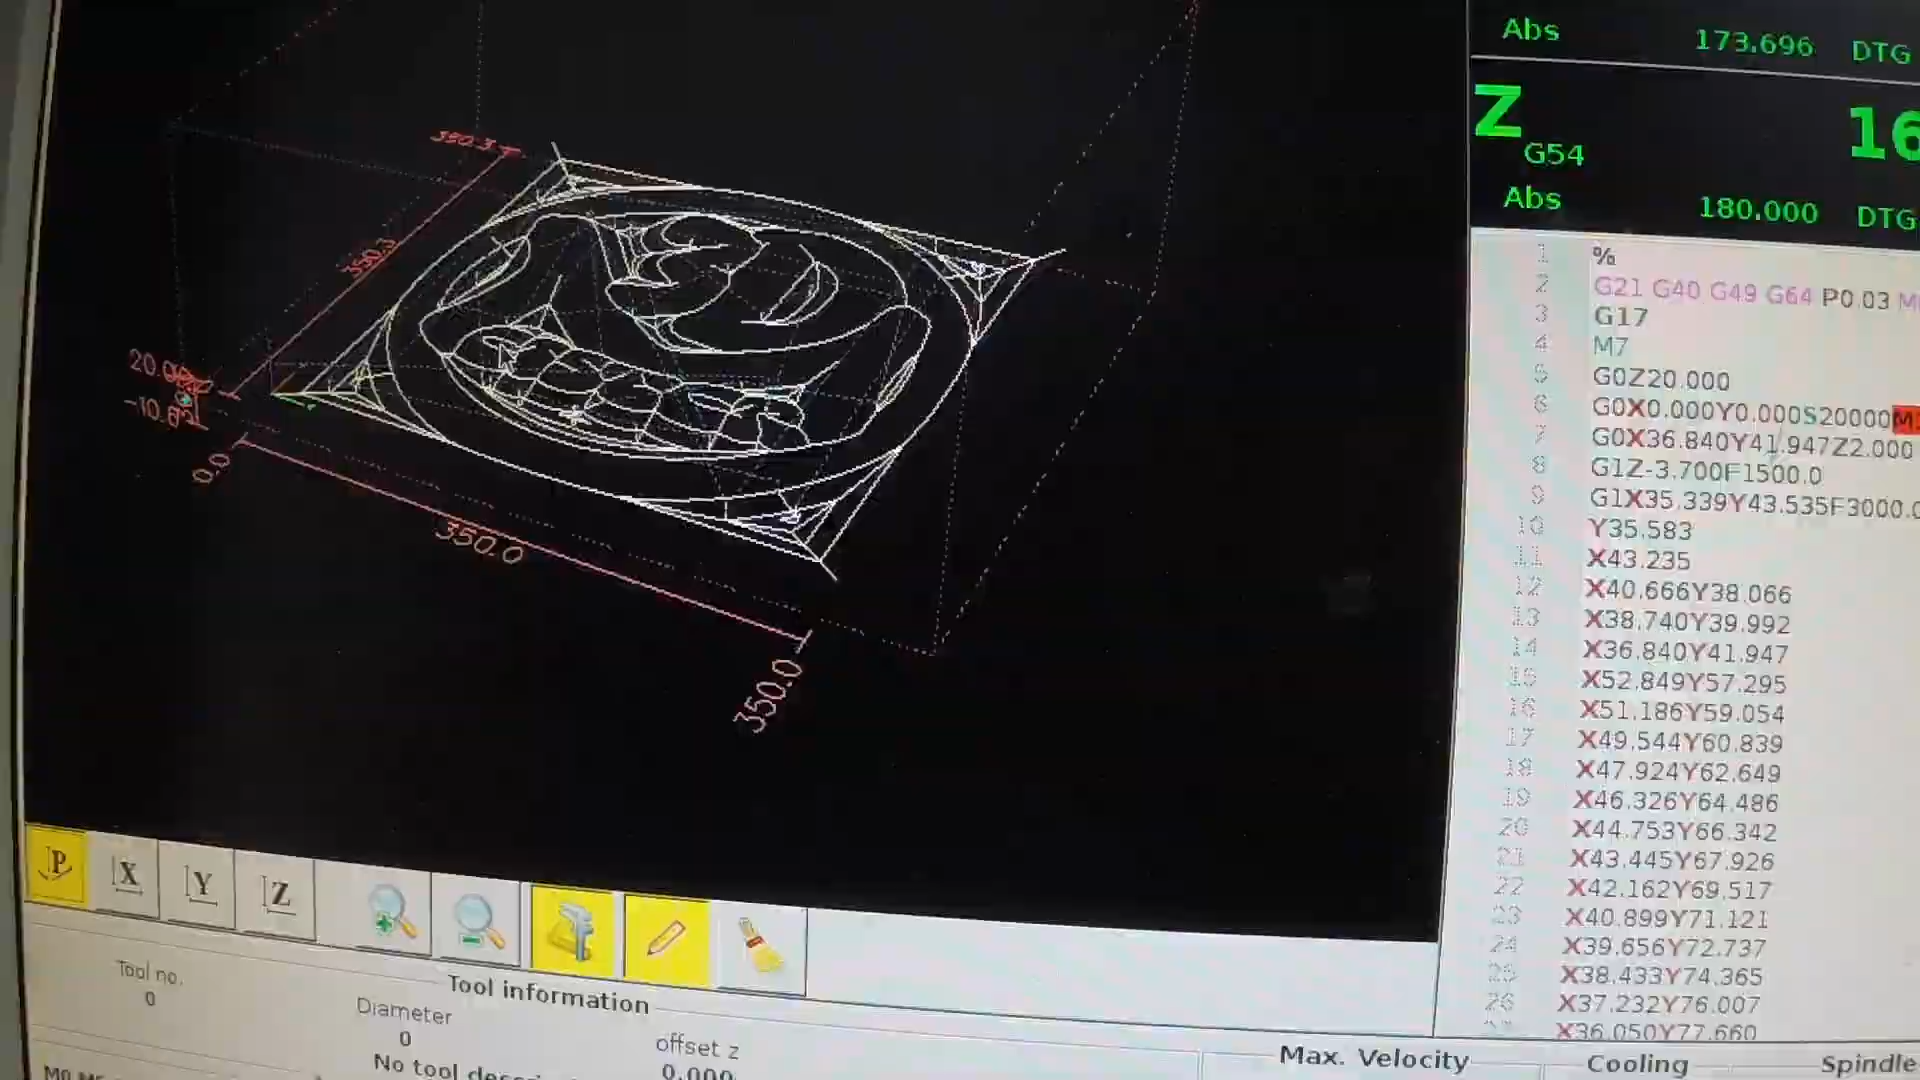 Abs 173.696 DTG
Z G54 16
Abs 180.000 DTG
350.3
350.0
20.0
0.0
350.0
1 %
2 G21 G40 G49 G64 P0.03
3 G17
4 M7
5 G0Z20.000
6 G0X0.000Y0.000S20000
7 G0X36.840Y41.947Z2.000
8 G1Z-3.700F1500.0
9 G1X35.339Y43.535F3000.
10 Y35.583
11 X43.235
12 X40.666Y38.066
13 X38.740Y39.992
14 X36.840Y41.947
15 X52.849Y57.295
16 X51.186Y59.054
17 X49.544Y60.839
18 X47.924Y62.649
19 X46.326Y64.486
20 X44.753Y66.342
21 X43.445Y67.926
22 X42.162Y69.517
23 X40.899Y71.121
24 X39.656Y72.737
25 X38.433Y74.365
26 X37.232Y76.007
X36.050Y77.660
P X Y Z
Tool information
Tool no.
0
Diameter
0
offset z
0.000
No tool
Max. Velocity
Cooling
Spindle